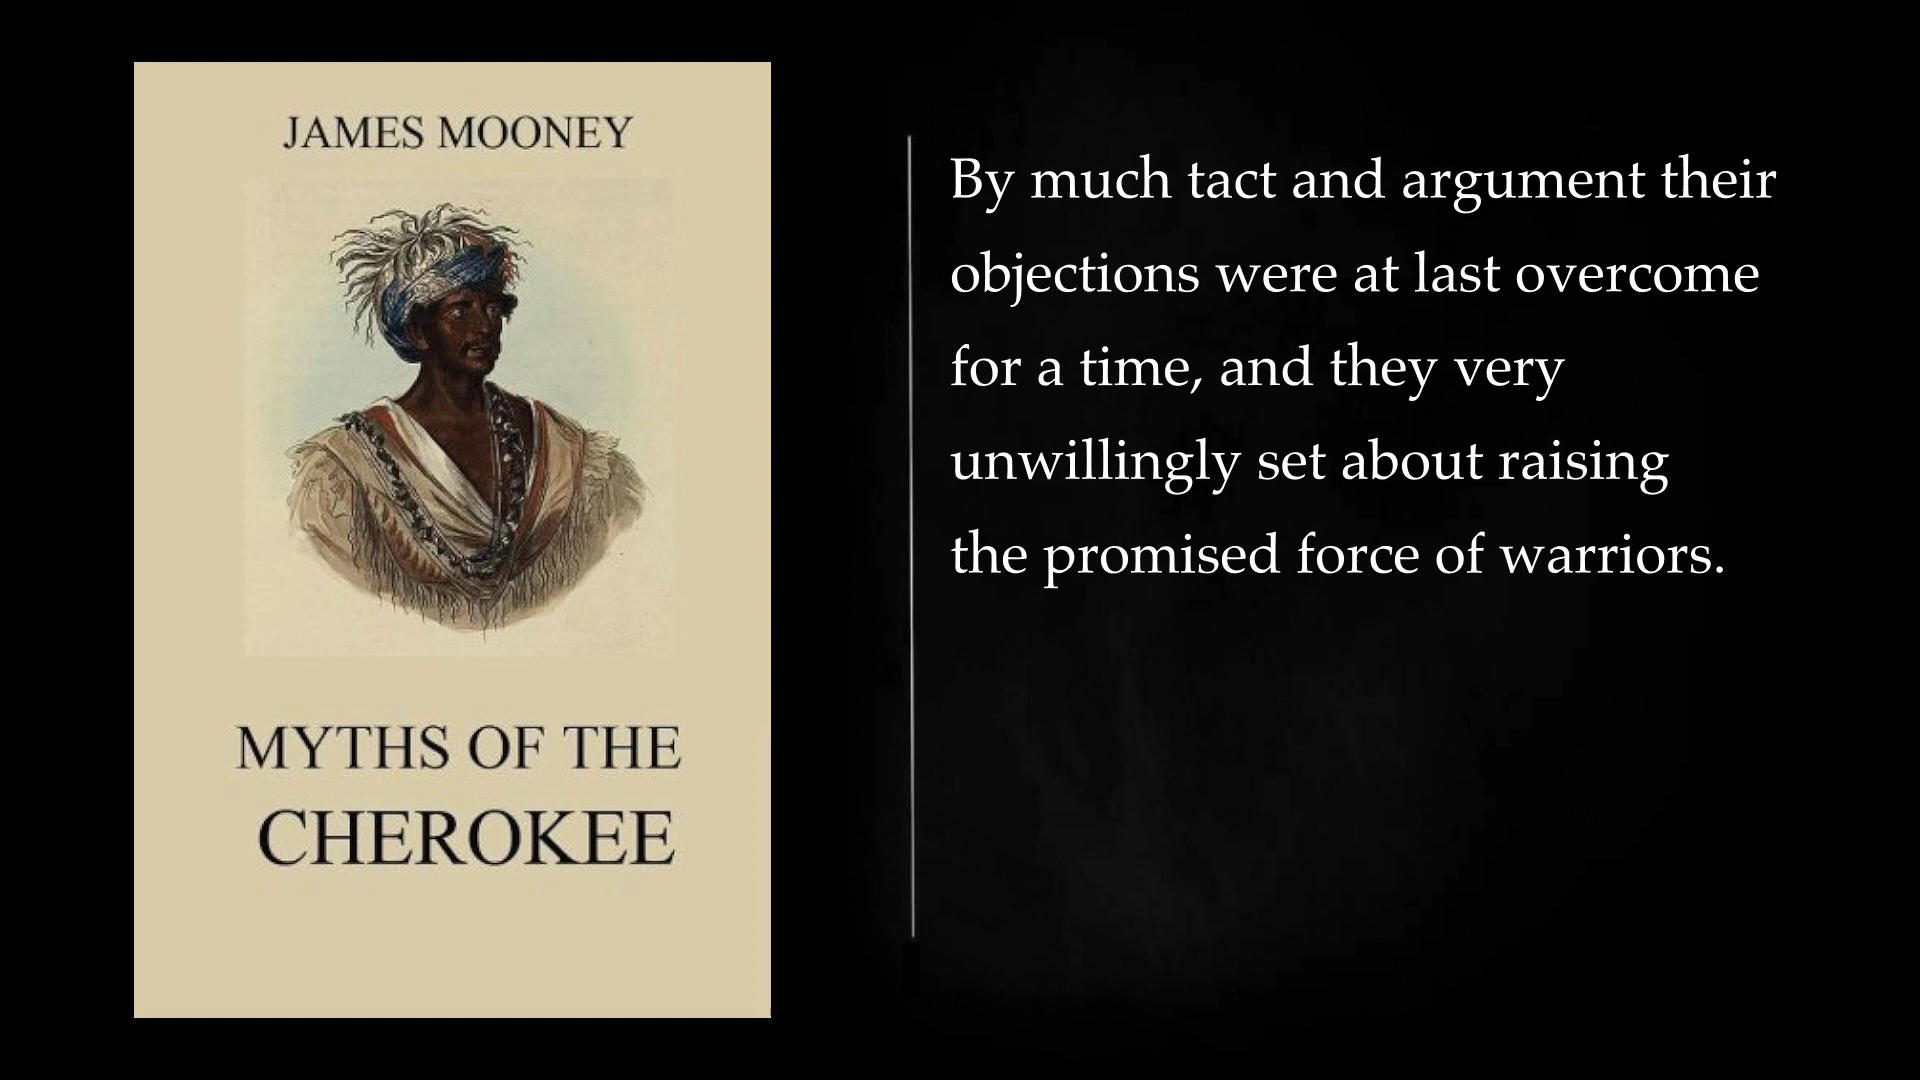 JAMES MOONEY
MYTHS OF THE
CHEROKEE
By much tact and argument their
objections were at last overcome
for a time, and they very
unwillingly set about raising
the promised force of warriors.